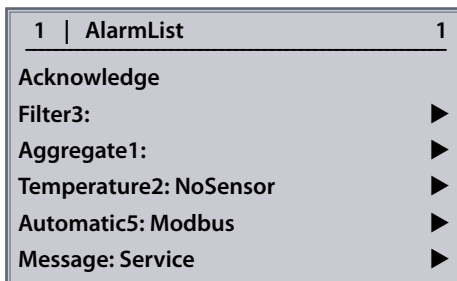 1 | AlarmList 1
Acknowledge
Filter3:
Aggregate1:
Temperature2: NoSensor
Automatic5: Modbus
Message: Service